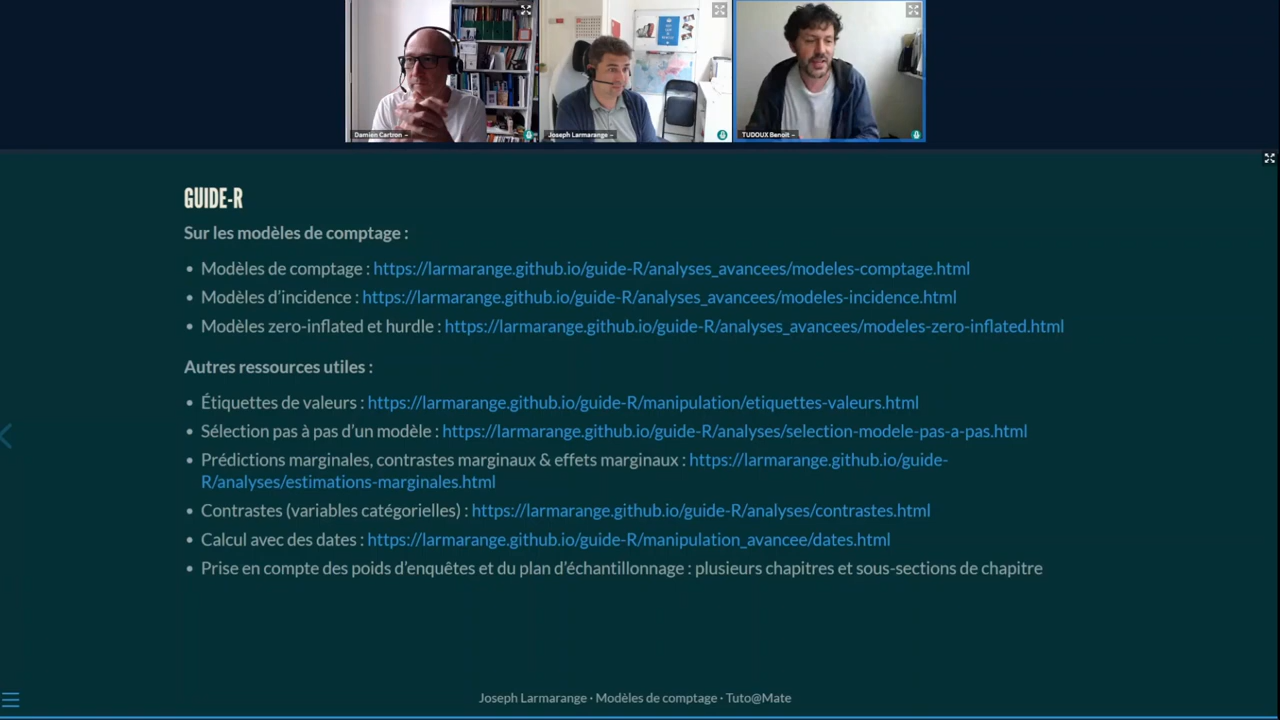 Damien Cartron
Joseph Larmarange
TUDOUX Benoit
GUIDE-R
Sur les modèles de comptage :
• Modèles de comptage : https://larmarange.github.io/guide-R/analyses_avancees/modeles-comptage.html
• Modèles d’incidence : https://larmarange.github.io/guide-R/analyses_avancees/modeles-incidence.html
• Modèles zero-inflated et hurdle : https://larmarange.github.io/guide-R/analyses_avancees/modeles-zero-inflated.html
Autres ressources utiles :
• Étiquettes de valeurs : https://larmarange.github.io/guide-R/manipulation/etiquettes-valeurs.html
• Sélection pas à pas d’un modèle : https://larmarange.github.io/guide-R/analyses/selection-modele-pas-a-pas.html
• Prédictions marginales, contrastes marginaux & effets marginaux : https://larmarange.github.io/guide-
R/analyses/estimations-marginales.html
• Contrastes (variables catégorielles) : https://larmarange.github.io/guide-R/analyses/contrastes.html
• Calcul avec des dates : https://larmarange.github.io/guide-R/manipulation_avancee/dates.html
• Prise en compte des poids d’enquêtes et du plan d’échantillonnage : plusieurs chapitres et sous-sections de chapitre
Joseph Larmarange · Modèles de comptage · Tuto@Mate